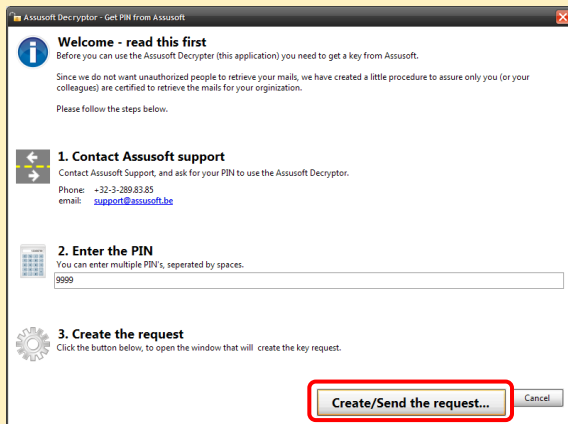 Assusoft Decryptor - Get PIN from Assusoft
Welcome - read this first
Before you can use the Assusoft Decrypter (this application) you need to get a key from Assusoft.
Since we do not want unauthorized people to retrieve your mails, we have created a little procedure to assure only you (or your
colleagues) are certified to retrieve the mails for your orginization.
Please follow the steps below.
1. Contact Assusoft support
Contact Assusoft Support, and ask for your PIN to use the Assusoft Decryptor.
Phone: +32-3-289.83.85
email: support@assusoft.be
2. Enter the PIN
You can enter multiple PIN's, seperated by spaces.
9999
3. Create the request
Click the button below, to open the window that will create the key request.
Create/Send the request...
Cancel